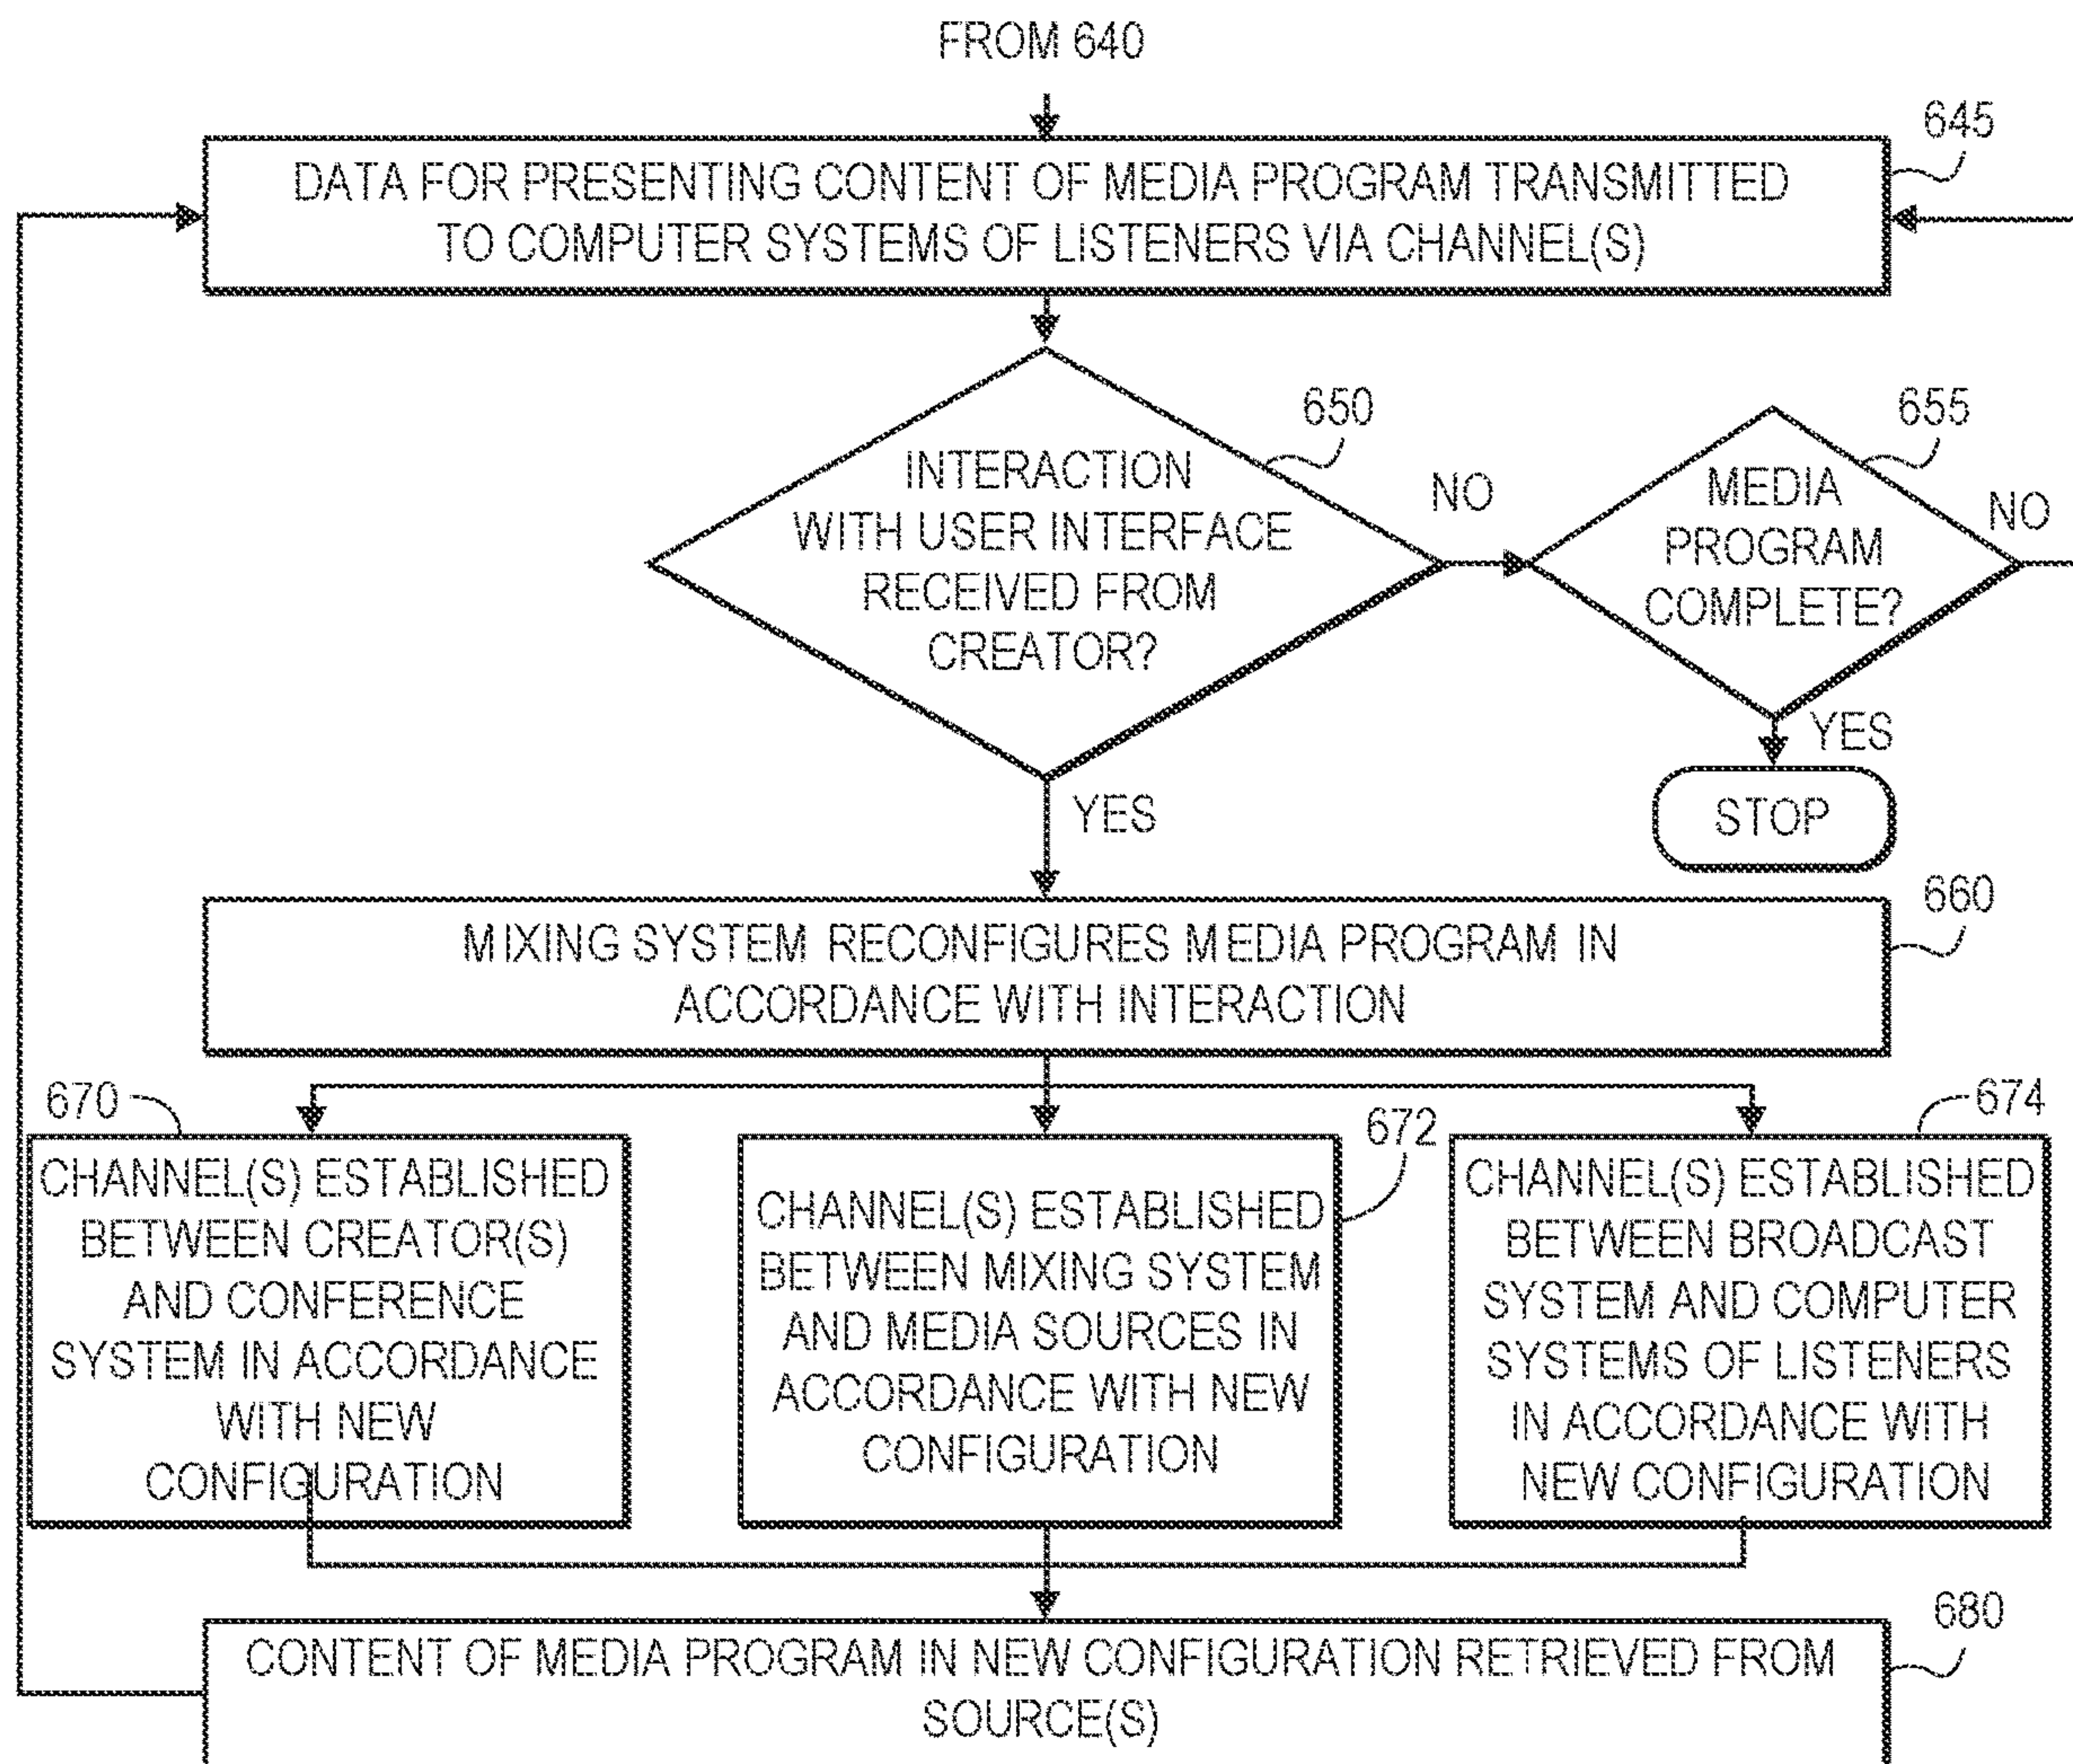 FROM 640
645
DATA FOR PRESENTING CONTENT OF MEDIA PROGRAM TRANSMITTED
TO COMPUTER SYSTEMS OF LISTENERS VIA CHANNEL(S)
650
INTERACTION
WITH USER INTERFACE
RECEIVED FROM
CREATOR?
NO
655
MEDIA
PROGRAM
COMPLETE?
NO
YES
STOP
YES
660
MIXING SYSTEM RECONFIGURES MEDIA PROGRAM IN
ACCORDANCE WITH INTERACTION
670
CHANNEL(S) ESTABLISHED
BETWEEN CREATOR(S)
AND CONFERENCE
SYSTEM IN ACCORDANCE
WITH NEW
CONFIGURATION
672
CHANNEL(S) ESTABLISHED
BETWEEN MIXING SYSTEM
AND MEDIA SOURCES IN
ACCORDANCE WITH NEW
CONFIGURATION
674
CHANNEL(S) ESTABLISHED
BETWEEN BROADCAST
SYSTEM AND COMPUTER
SYSTEMS OF LISTENERS
IN ACCORDANCE WITH
NEW CONFIGURATION
680
CONTENT OF MEDIA PROGRAM IN NEW CONFIGURATION RETRIEVED FROM
SOURCE(S)